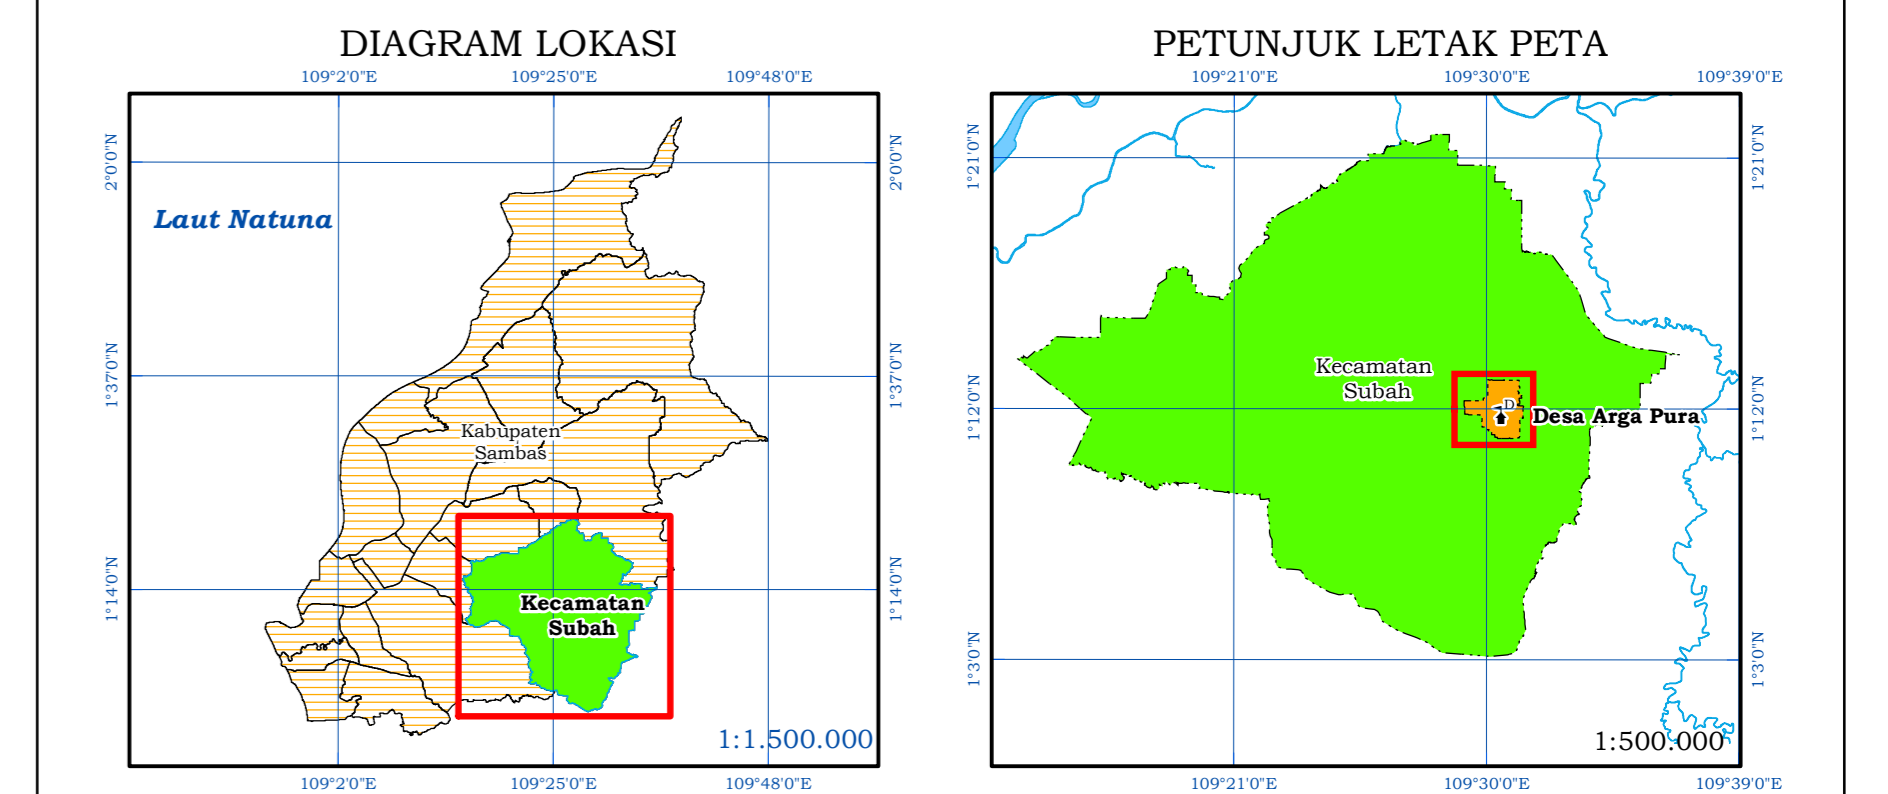 DIAGRAM LOKASI
109°2'0"E
109°25'0"E
109°48'0"E
2°0'0"N
2°0'0"N
Laut Natuna
1°37'0"N
1°37'0"N
Kabupaten
Sambas
1°14'0"N
1°14'0"N
Kecamatan
Subah
1:1.500.000
109°2'0"E
109°25'0"E
109°48'0"E
PETUNJUK LETAK PETA
109°21'0"E
109°30'0"E
109°39'0"E
1°21'0"N
1°21'0"N
Kecamatan
Subah
1°12'0"N
1°12'0"N
D
Desa Arga Pura
1°3'0"N
1°3'0"N
1:500.000
109°21'0"E
109°30'0"E
109°39'0"E